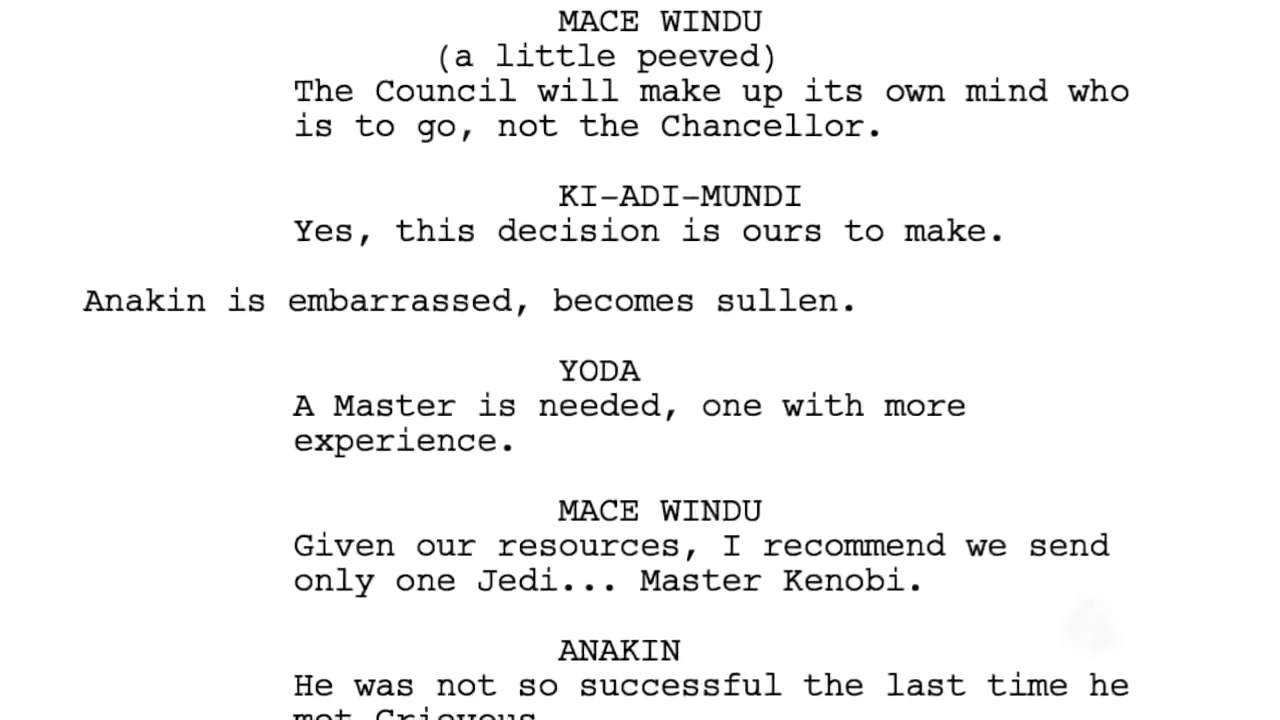 MACE WINDU
(a little peeved)
The Council will make up its own mind who
is to go, not the Chancellor.
KI-ADI-MUNDI
Yes, this decision is ours to make.
Anakin is embarrassed, becomes sullen.
YODA
A Master is needed, one with more
experience.
MACE WINDU
Given our resources, I recommend we send
only one Jedi... Master Kenobi.
ANAKIN
He was not so successful the last time he
met Grievous